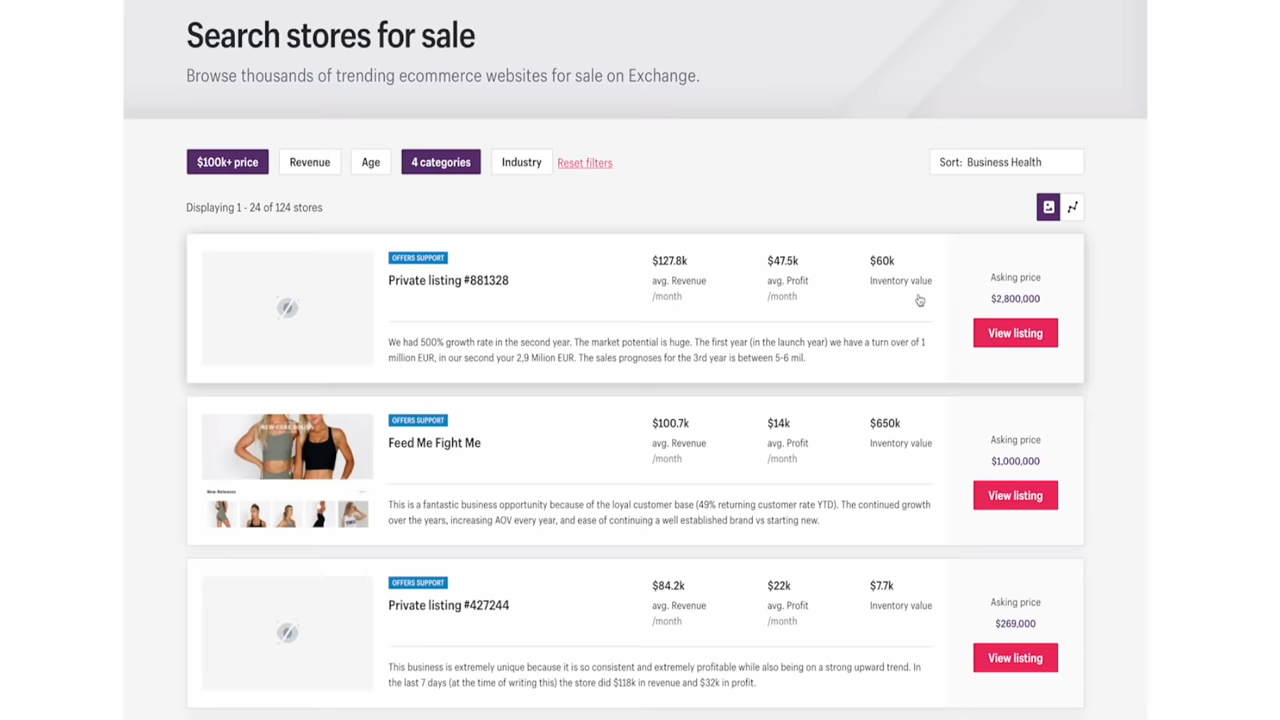 Search stores for sale
Browse thousands of trending ecommerce websites for sale on Exchange.
$100k+ price
Revenue
Age
4 categories
Industry
Reset filters
Sort: Business Health
Displaying 1 - 24 of 124 stores
OFFERS SUPPORT
Private listing #881328
$127.8k
avg. Revenue
/month
$47.5k
avg. Profit
/month
$60k
Inventory value
We had 500% growth rate in the second year. The market potential is huge. The first year (in the launch year) we have a turn over of 1
million EUR, in our second year 2,9 Milion EUR. The sales prognoses for the 3rd year is between 5-6 mil.
Asking price
$2,800,000
View listing
New Releases
OFFERS SUPPORT
Feed Me Fight Me
$100.7k
avg. Revenue
/month
$14k
avg. Profit
/month
$650k
Inventory value
This is a fantastic business opportunity because of the loyal customer base (49% returning customer rate YTD). The continued growth
over the years, increasing AOV every year, and ease of continuing a well established brand vs starting new.
Asking price
$1,000,000
View listing
OFFERS SUPPORT
Private listing #427244
$84.2k
avg. Revenue
/month
$22k
avg. Profit
/month
$7.7k
Inventory value
This business is extremely unique because it is so consistent and extremely profitable while also being on a strong upward trend. In
the last 7 days (at the time of writing this) the store did $118k in revenue and $32k in profit.
Asking price
$269,000
View listing